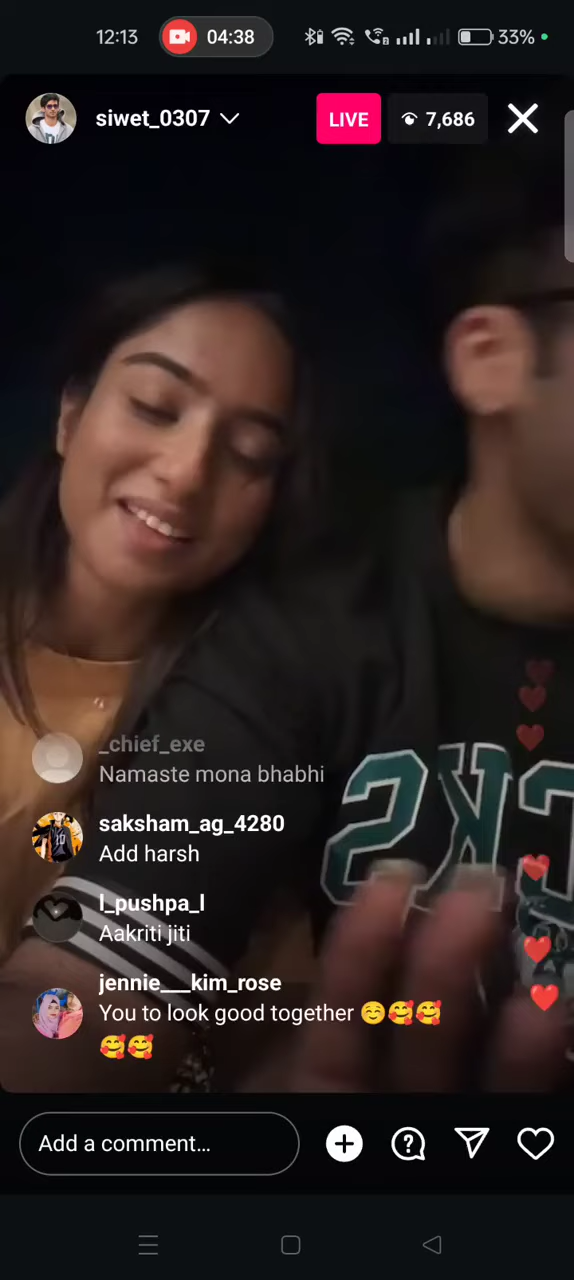 12:13
04:38
33%
siwet_0307
LIVE
7,686
_chief_exe
Namaste mona bhabhi
saksham_ag_4280
Add harsh
l_pushpa_l
Aakriti jiti
jennie___kim_rose
You to look good together ☺️🥰🥰
🥰🥰
Add a comment...